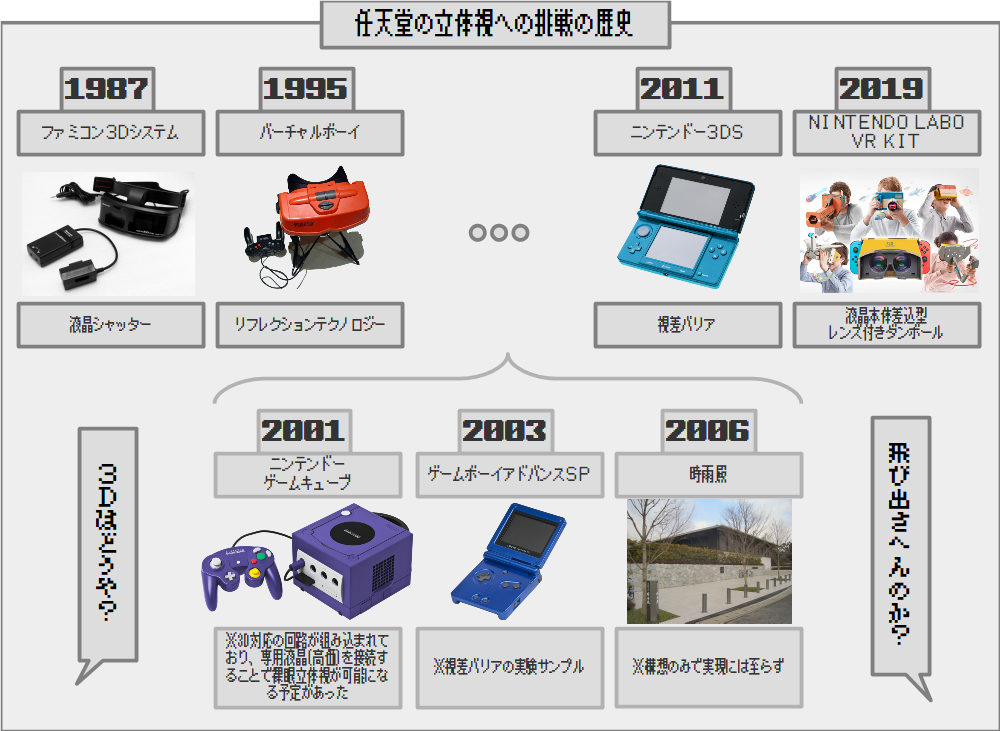 任天堂の立体視への挑戦の歴史
1987
ファミコン3Dシステム
液晶シャッター
1995
バーチャルボーイ
リフレクションテクノロジー
2011
ニンテンドー3DS
視差バリア
2019
NINTENDO LABO
VR KIT
液晶本体差込型
レンズ付きダンボール
3Dはどうや?
2001
ニンテンドー
ゲームキューブ
※3D対応の回路が組み込まれて
おり、専用液晶(高価)を接続す
ることで裸眼立体視が可能にな
る予定があった
2003
ゲームボーイアドバンスSP
※視差バリアの実験サンプル
2006
時雨殿
※構想のみで実現には至らず
飛び出さへんのか?